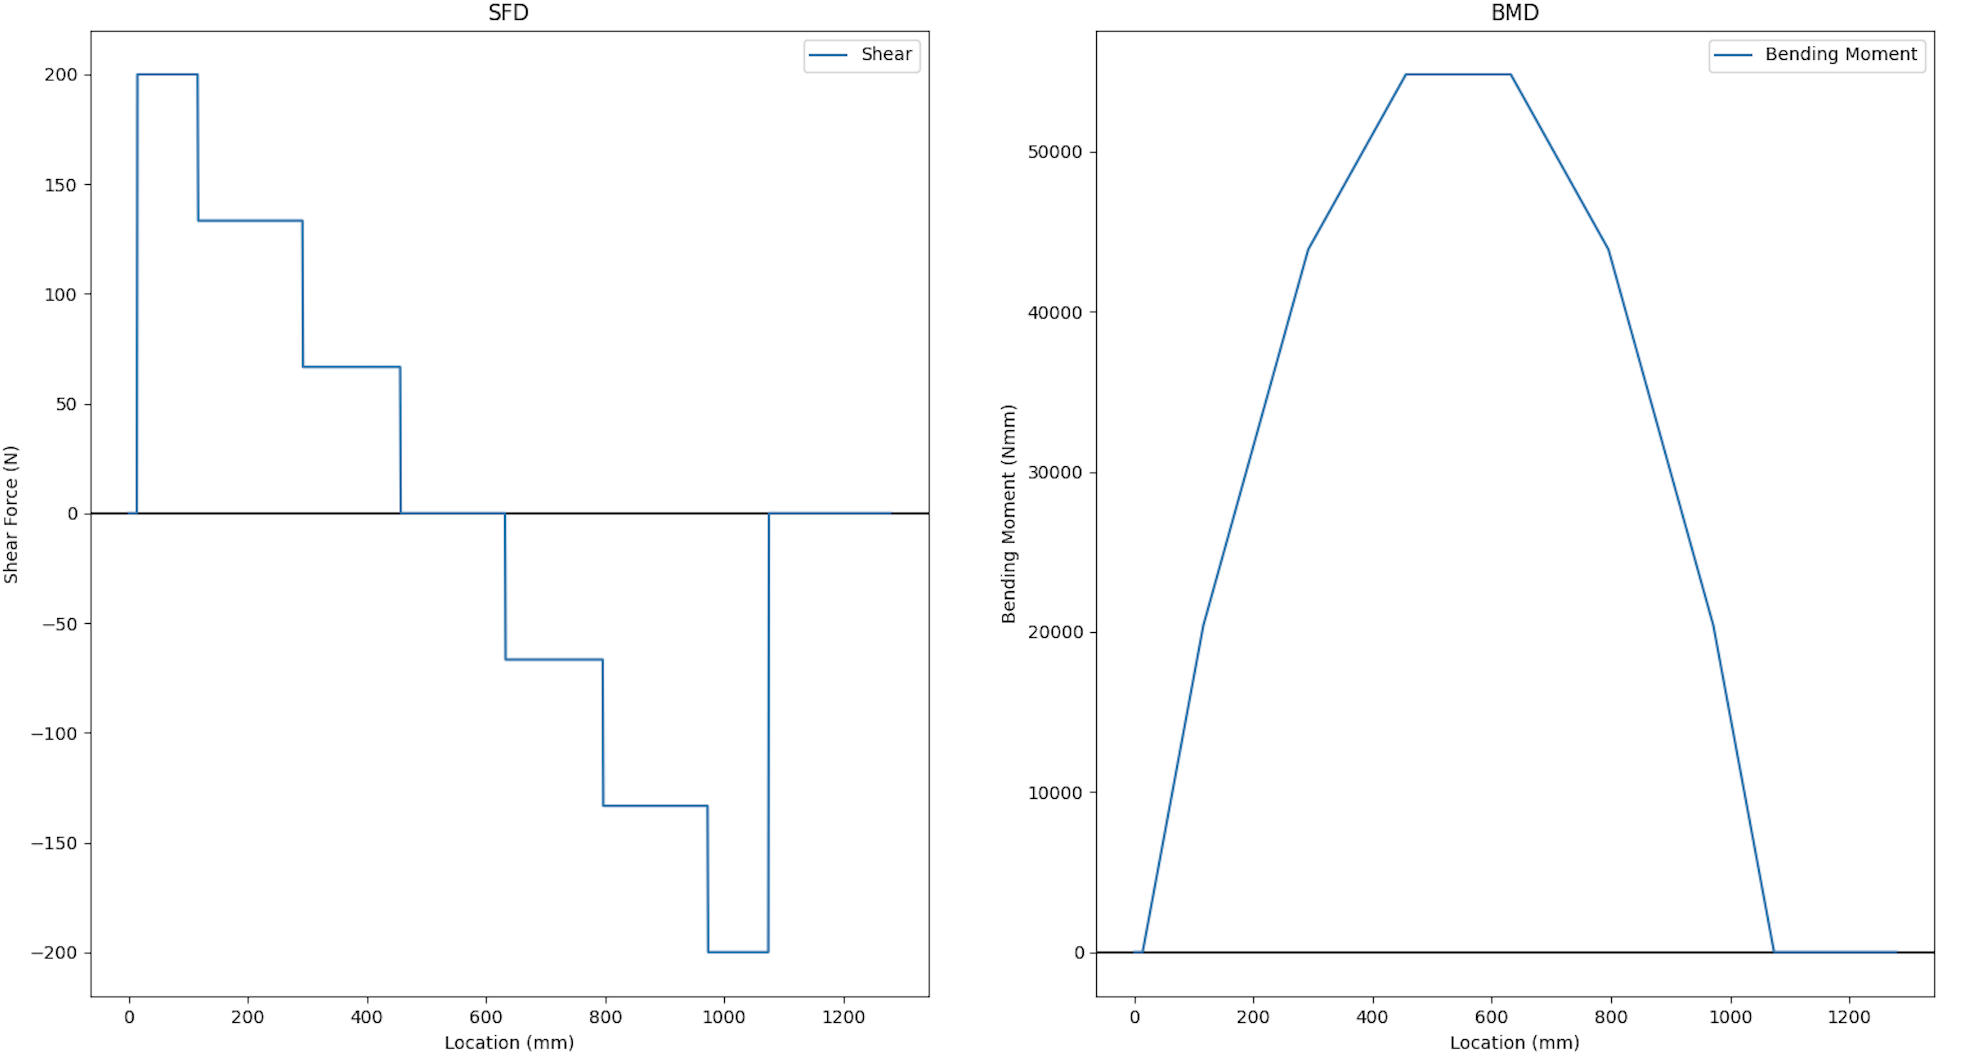 SFD
Shear
200
150
100
50
0
−50
−100
−150
−200
Shear Force (N)
0 200 400 600 800 1000 1200
Location (mm)
BMD
Bending Moment
50000
40000
30000
20000
10000
0
Bending Moment (Nmm)
0 200 400 600 800 1000 1200
Location (mm)